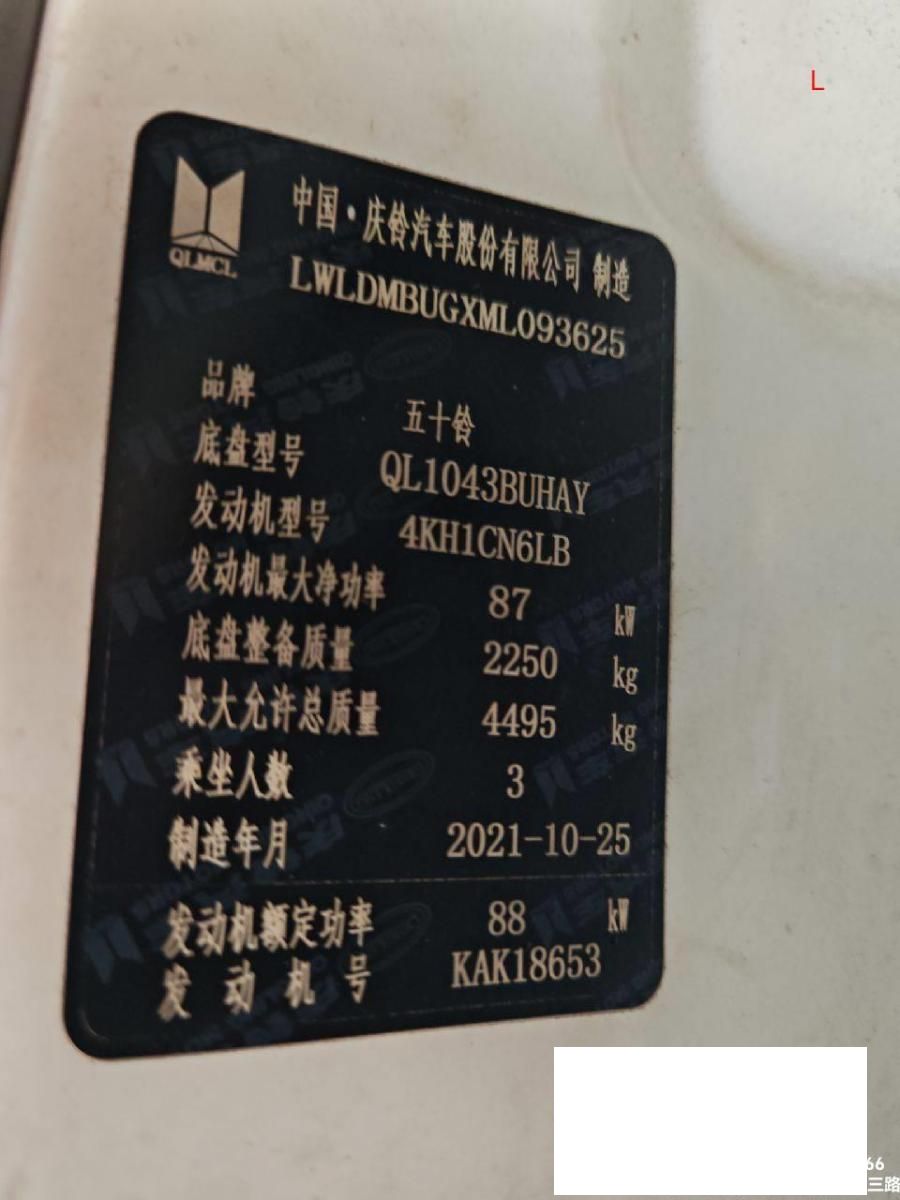 L
QLMCL
中国·庆铃汽车股份有限公司 制造
LWLDMBUGXML093625
品牌 五十铃
底盘型号 QL1043BUHAY
发动机型号 4KH1CN6LB
发动机最大净功率 87 kW
底盘整备质量 2250 kg
最大允许总质量 4495 kg
乘坐人数 3
制造年月 2021-10-25
发动机额定功率 88 kW
发动机号 KAK18653
66
三路